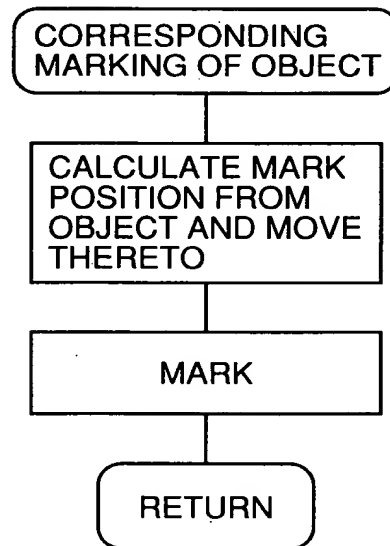 CORRESPONDING
MARKING OF OBJECT
CALCULATE MARK
POSITION FROM
OBJECT AND MOVE
THERETO
MARK
RETURN